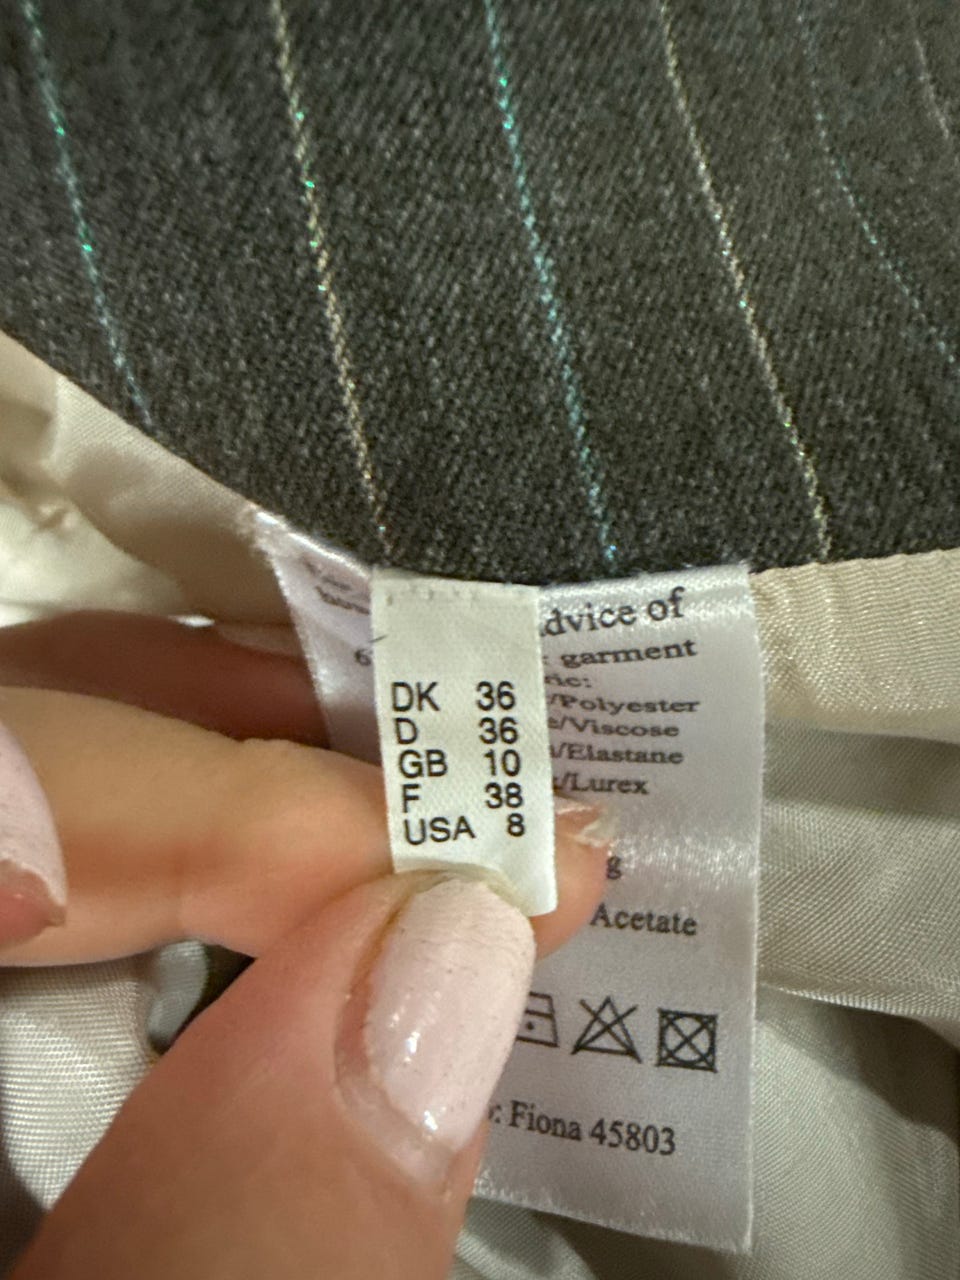 DK 36
D 36
GB 10
F 38
USA 8
advice of
garment
/Polyester
/Viscose
/Elastane
/Lurex
Acetate
: Fiona 45803